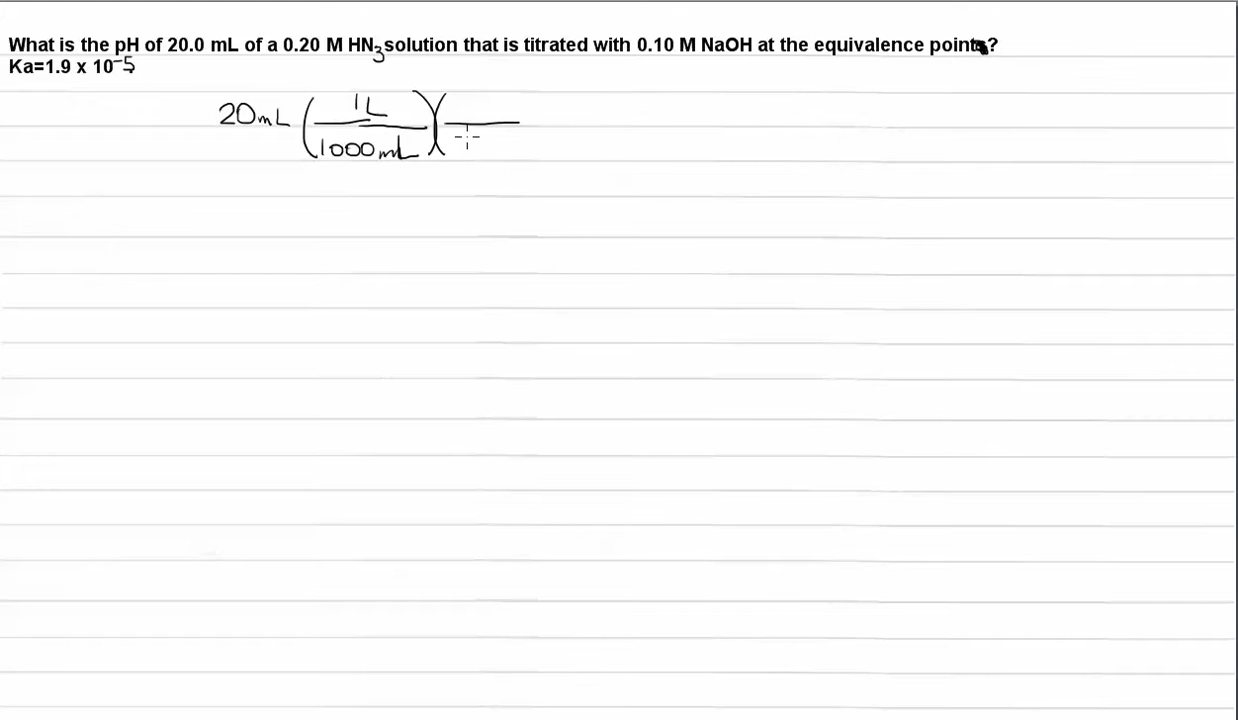 What is the pH of 20.0 mL of a 0.20 M HN₃ solution that is titrated with 0.10 M NaOH at the equivalence point?
Ka=1.9 x 10⁻⁵
20mL (1L/1000mL)(